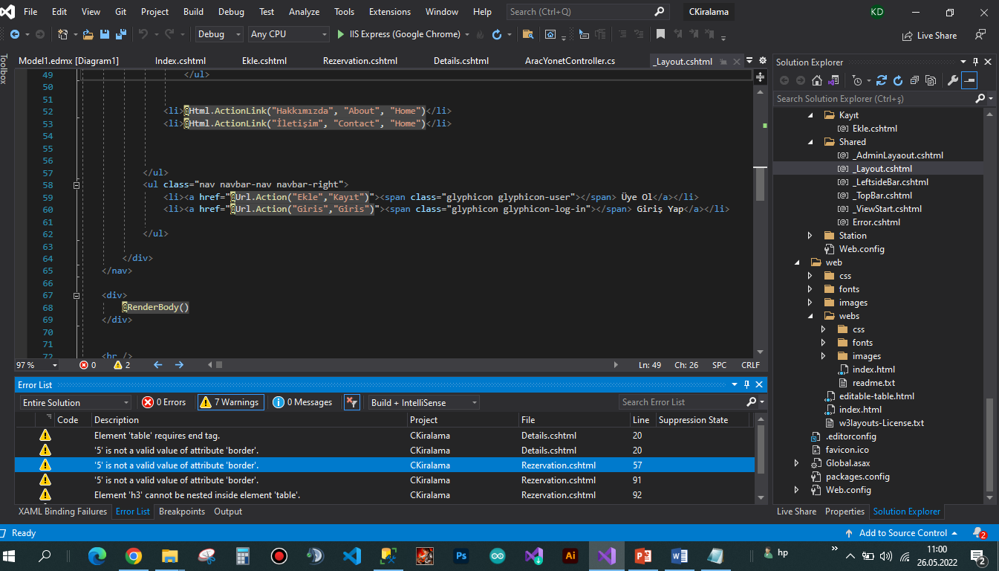 File Edit View Git Project Build Debug Test Analyze Tools Extensions Window Help Search (Ctrl+Q) CKiralama KD
Debug Any CPU IIS Express (Google Chrome) Live Share
Toolbox
Model1.edmx [Diagram1] Index.cshtml Ekle.cshtml Rezervation.cshtml Details.cshtml AracYonetController.cs _Layout.cshtml
49 </ul>
50
51
52 <li>@Html.ActionLink("Hakkımızda", "About", "Home")</li>
53 <li>@Html.ActionLink("İletişim", "Contact", "Home")</li>
54
55
56
57 </ul>
58 <ul class="nav navbar-nav navbar-right">
59 <li><a href="@Url.Action("Ekle","Kayıt")"><span class="glyphicon glyphicon-user"></span> Üye Ol</a></li>
60 <li><a href="@Url.Action("Giris","Giris")"><span class="glyphicon glyphicon-log-in"></span> Giriş Yap</a></li>
61
62 </ul>
63
64 </div>
65 </nav>
66
67 <div>
68 @RenderBody()
69 </div>
70
71
72 <hr />
97 % 0 2 Ln: 49 Ch: 26 SPC CRLF
Error List
Entire Solution 0 Errors 7 Warnings 0 Messages Build + IntelliSense Search Error List
Code Description Project File Line Suppression State
Element 'table' requires end tag. CKiralama Details.cshtml 20
'5' is not a valid value of attribute 'border'. CKiralama Details.cshtml 20
'5' is not a valid value of attribute 'border'. CKiralama Rezervation.cshtml 57
'5' is not a valid value of attribute 'border'. CKiralama Rezervation.cshtml 91
Element 'h3' cannot be nested inside element 'table'. CKiralama Rezervation.cshtml 92
XAML Binding Failures Error List Breakpoints Output
Solution Explorer
Search Solution Explorer (Ctrl+ş)
Kayıt
Ekle.cshtml
Shared
_AdminLayaout.cshtml
_Layout.cshtml
_LeftsideBar.cshtml
_TopBar.cshtml
_ViewStart.cshtml
Error.cshtml
Station
Web.config
web
css
fonts
images
webs
css
fonts
images
index.html
readme.txt
editable-table.html
index.html
w3layouts-License.txt
.editorconfig
favicon.ico
Global.asax
packages.config
Web.config
Live Share Properties Solution Explorer
Ready Add to Source Control 2
hp 11:00
26.05.2022 2